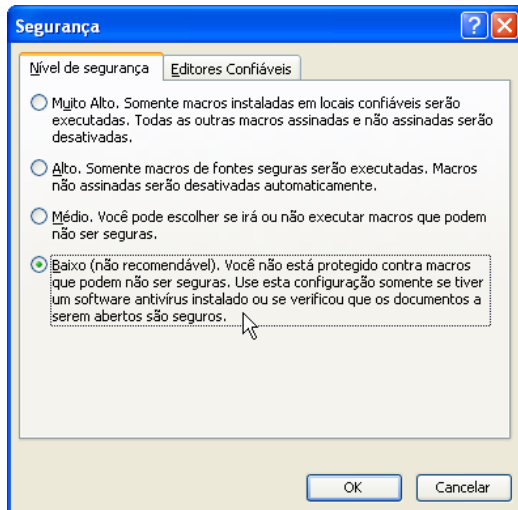 Segurança
Nível de segurança Editores Confiáveis
Muito Alto. Somente macros instaladas em locais confiáveis serão
executadas. Todas as outras macros assinadas e não assinadas serão
desativadas.
Alto. Somente macros de fontes seguras serão executadas. Macros
não assinadas serão desativadas automaticamente.
Médio. Você pode escolher se irá ou não executar macros que podem
não ser seguras.
Baixo (não recomendável). Você não está protegido contra macros
que podem não ser seguras. Use esta configuração somente se tiver
um software antivírus instalado ou se verificou que os documentos a
serem abertos são seguros.
OK Cancelar